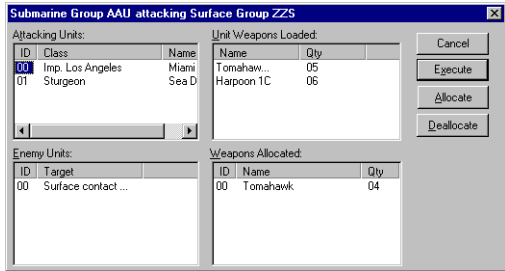 Submarine Group AAU attacking Surface Group ZZS
Attacking Units:
ID Class Name
00 Imp. Los Angeles Miami
01 Sturgeon Sea D
Unit Weapons Loaded:
Name Qty
Tomahaw... 05
Harpoon 1C 06
Cancel
Execute
Allocate
Deallocate
Enemy Units:
ID Target
00 Surface contact ...
Weapons Allocated:
ID Name Qty
00 Tomahawk 04